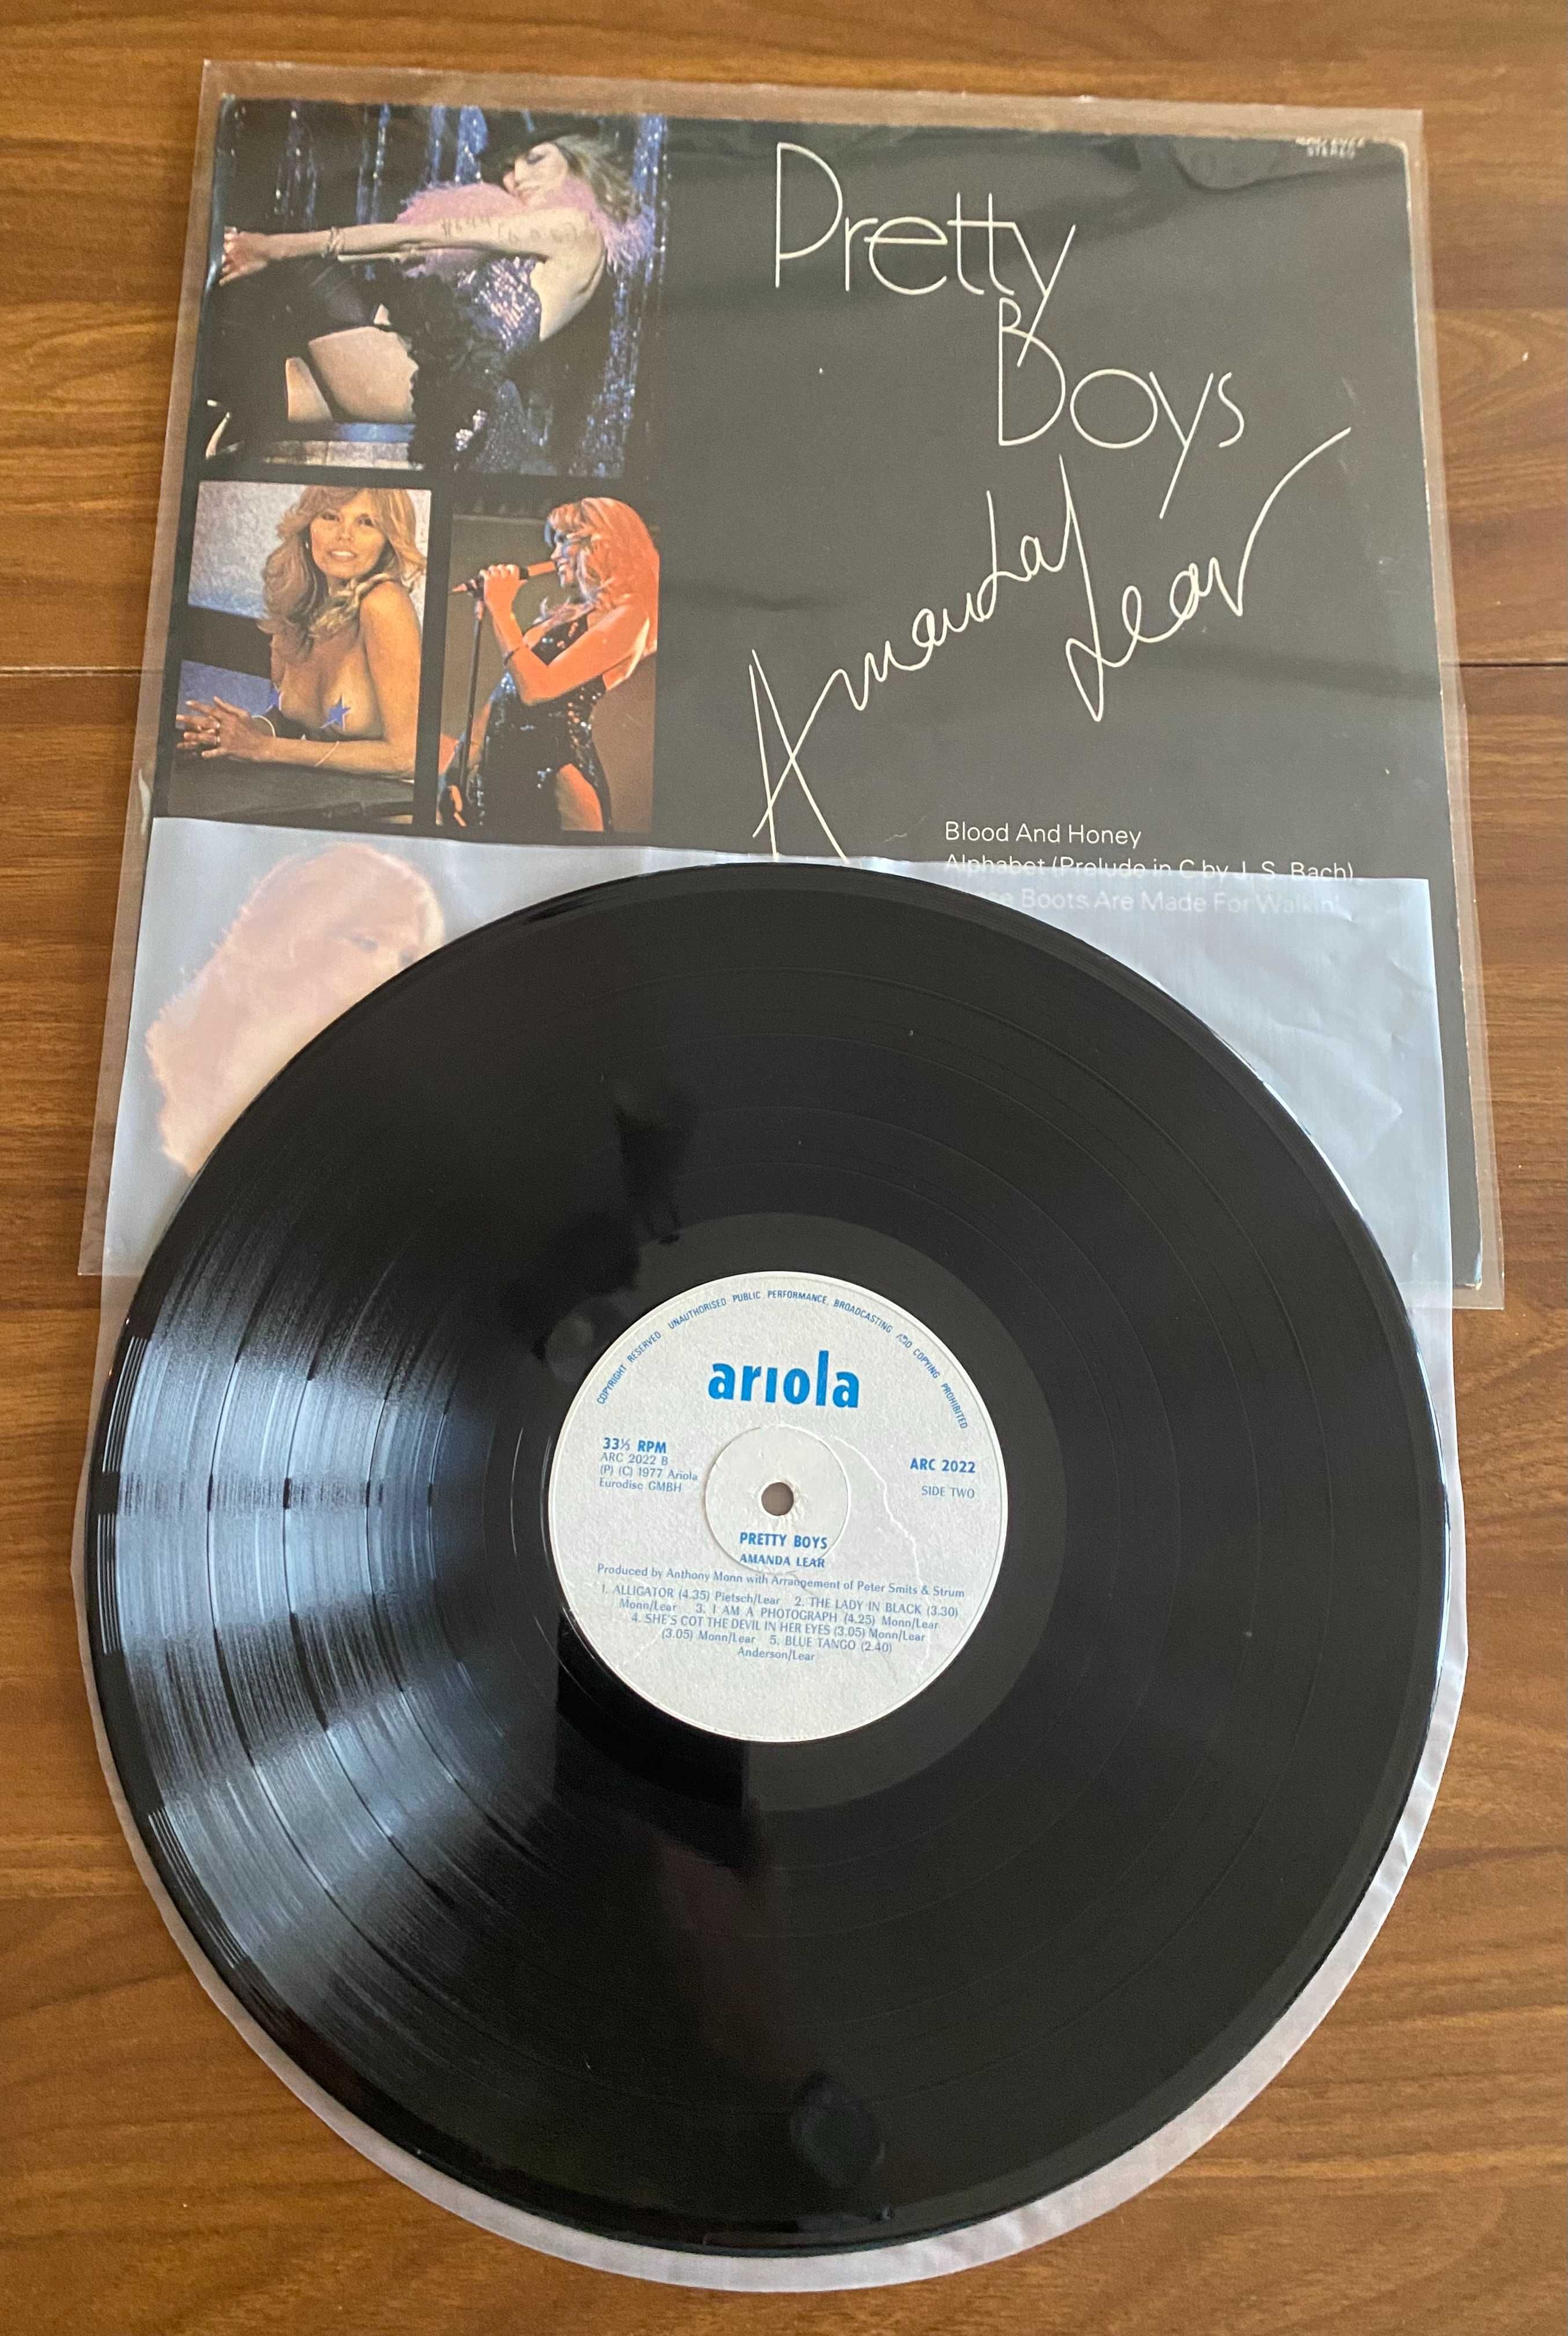 STEREO
Pretty
Boys
Amanda
Lear
Blood And Honey
Alphabet (Prelude in C by J. S. Bach)
Boots Are Made For Walkin'
COPYRIGHT RESERVED UNAUTHORISED PUBLIC PERFORMANCE, BROADCASTING AND COPYING PROHIBITED
arıola
33⅓ RPM
ARC 2022 B
(P) (C) 1977 Ariola
Eurodisc GMBH
ARC 2022
SIDE TWO
PRETTY BOYS
AMANDA LEAR
Produced by Anthony Monn with Arrangement of Peter Smits & Strum
1. ALLIGATOR (4.35) Pietsch/Lear 2. THE LADY IN BLACK (3.30)
Monn/Lear 3. I AM A PHOTOGRAPH (4.25) Monn/Lear
4. SHE'S GOT THE DEVIL IN HER EYES (3.05) Monn/Lear
(3.05) Monn/Lear 5. BLUE TANGO (2.40)
Anderson/Lear